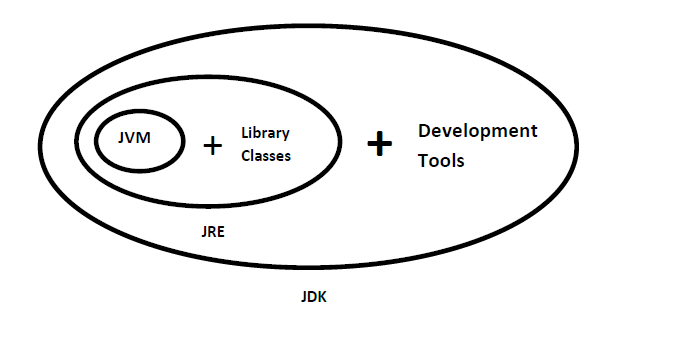 JVM
+
Library
Classes
+
Development
Tools
JRE
JDK